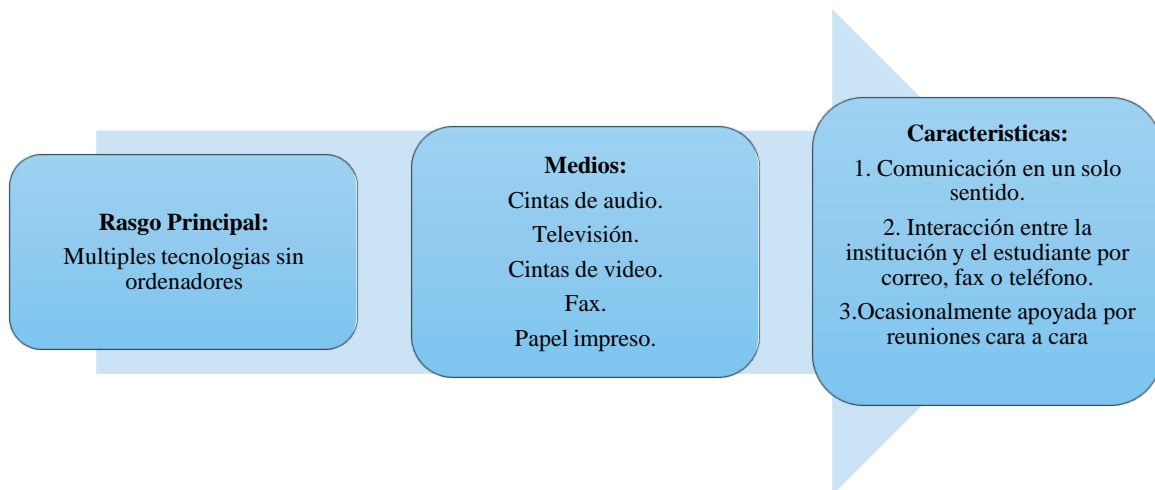 Rasgo Principal:
Multiples tecnologias sin
ordenadores
Medios:
Cintas de audio.
Televisión.
Cintas de video.
Fax.
Papel impreso.
Caracteristicas:
1. Comunicación en un solo
sentido.
2. Interacción entre la
institución y el estudiante por
correo, fax o teléfono.
3.Ocasionalmente apoyada por
reuniones cara a cara